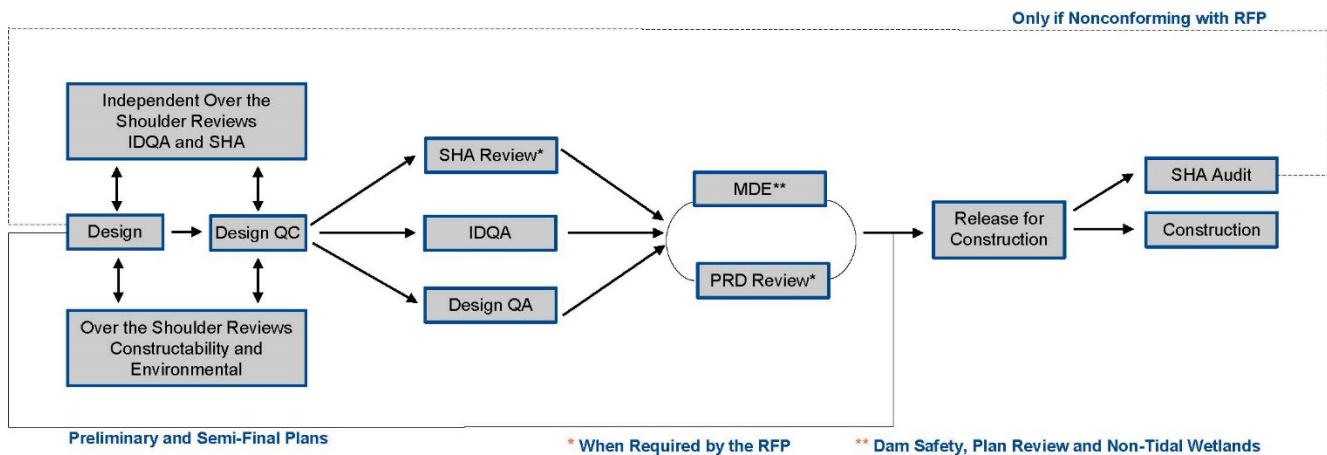 Only if Nonconforming with RFP
Independent Over the
Shoulder Reviews
IDQA and SHA
SHA Review*
SHA Audit
MDE**
Design
Design QC
IDQA
Release for
Construction
Construction
PRD Review*
Design QA
Over the Shoulder Reviews
Constructability and
Environmental
Preliminary and Semi-Final Plans
* When Required by the RFP
** Dam Safety, Plan Review and Non-Tidal Wetlands